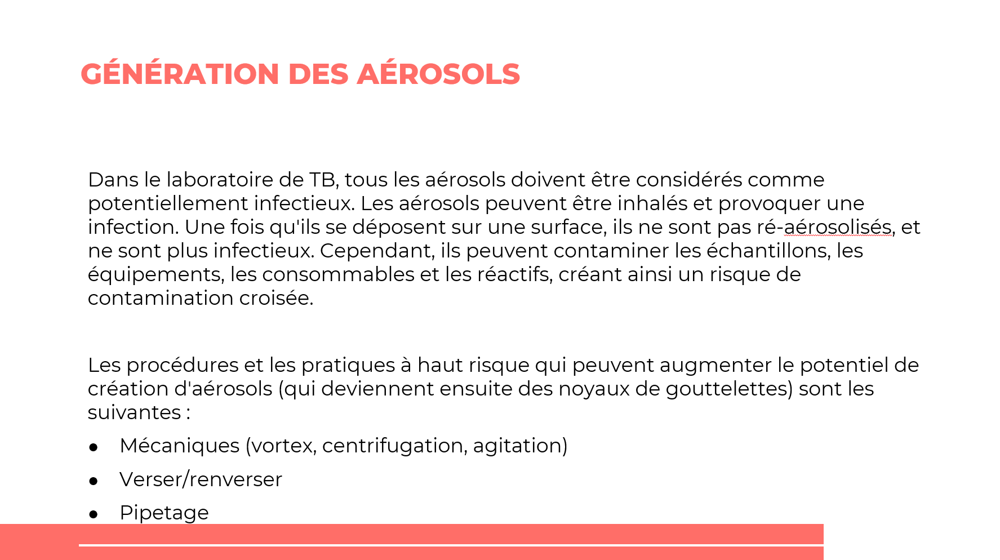 GÉNÉRATION DES AÉROSOLS
Dans le laboratoire de TB, tous les aérosols doivent être considérés comme
potentiellement infectieux. Les aérosols peuvent être inhalés et provoquer une
infection. Une fois qu'ils se déposent sur une surface, ils ne sont pas ré-aérosolisés, et
ne sont plus infectieux. Cependant, ils peuvent contaminer les échantillons, les
équipements, les consommables et les réactifs, créant ainsi un risque de
contamination croisée.
Les procédures et les pratiques à haut risque qui peuvent augmenter le potentiel de
création d'aérosols (qui deviennent ensuite des noyaux de gouttelettes) sont les
suivantes :
● Mécaniques (vortex, centrifugation, agitation)
● Verser/renverser
● Pipetage